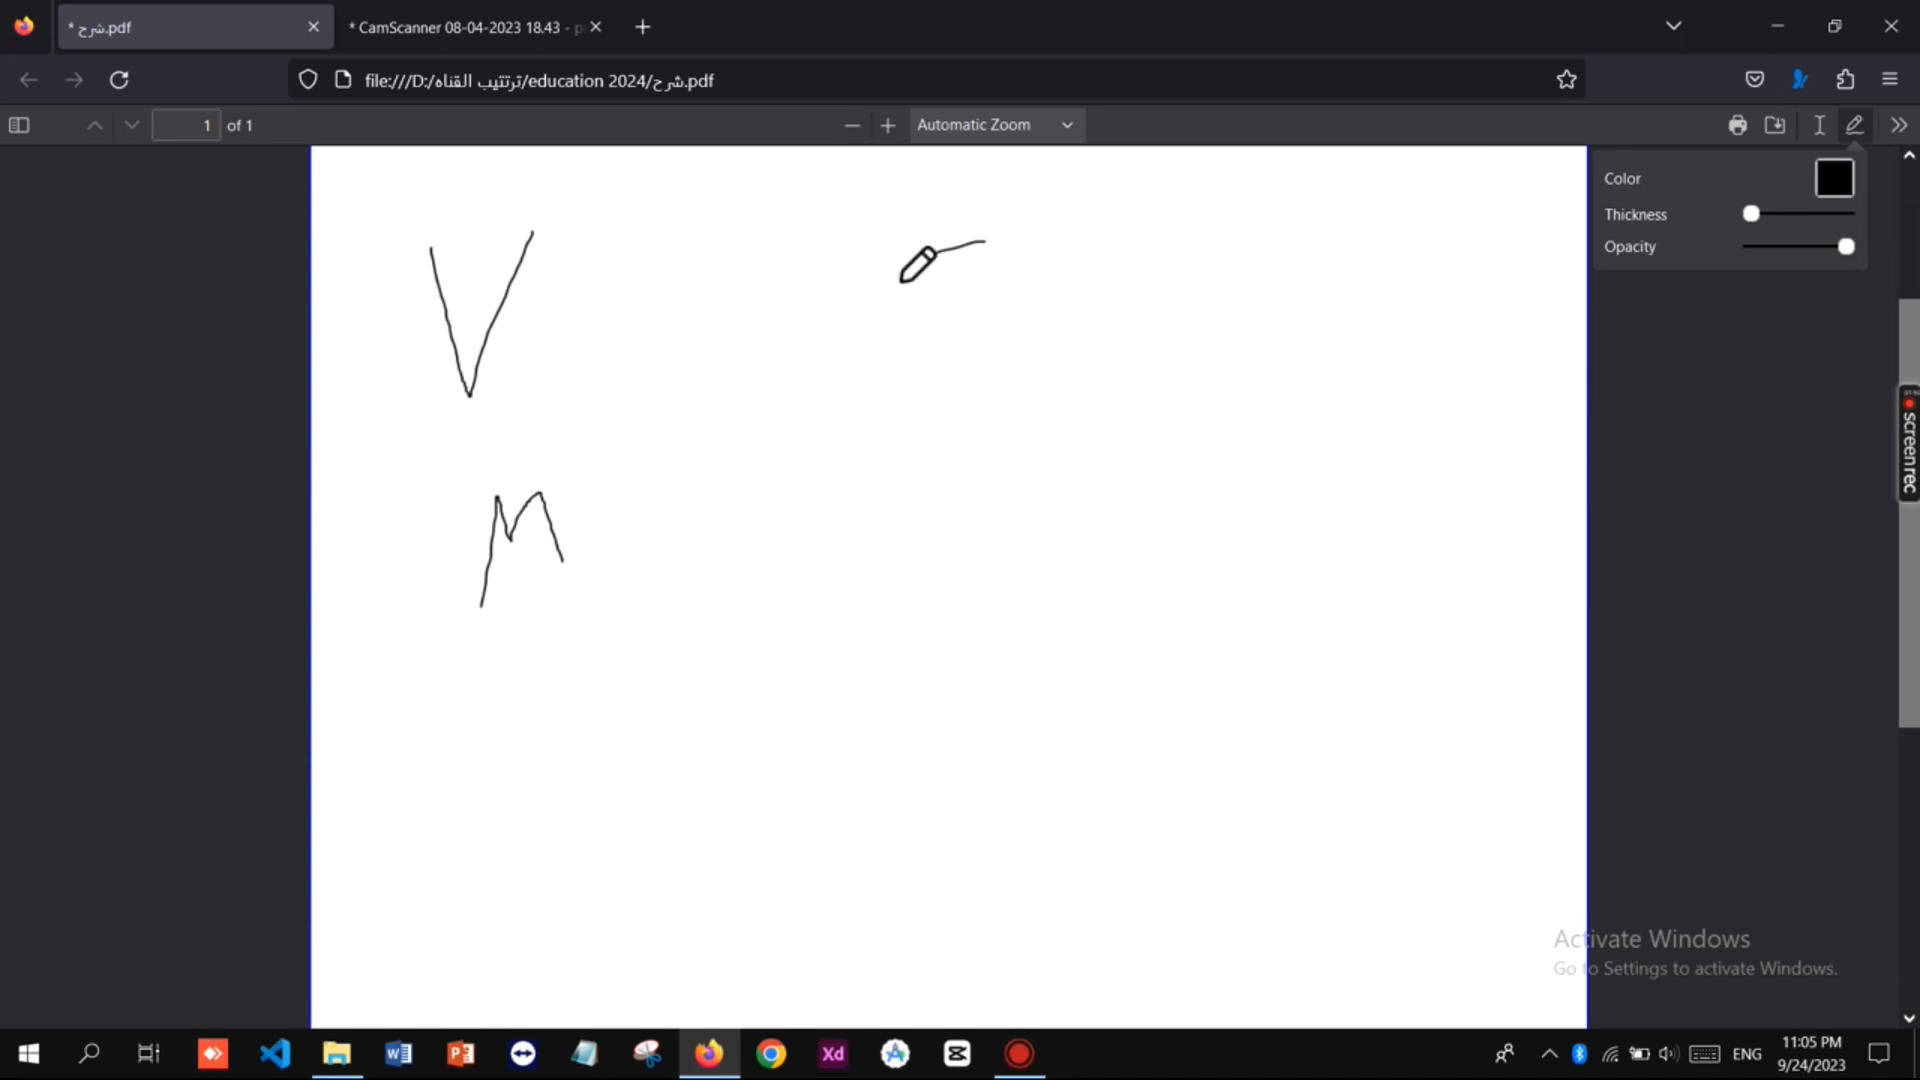 * شرح.pdf
* CamScanner 08-04-2023 18.43 - p
file:///D:/ترتتيب القناه/education 2024/شرح.pdf
1 of 1
Automatic Zoom
Color
Thickness
Opacity
V
M
screenrec
Activate Windows
Go to Settings to activate Windows.
Xd
ENG
11:05 PM
9/24/2023